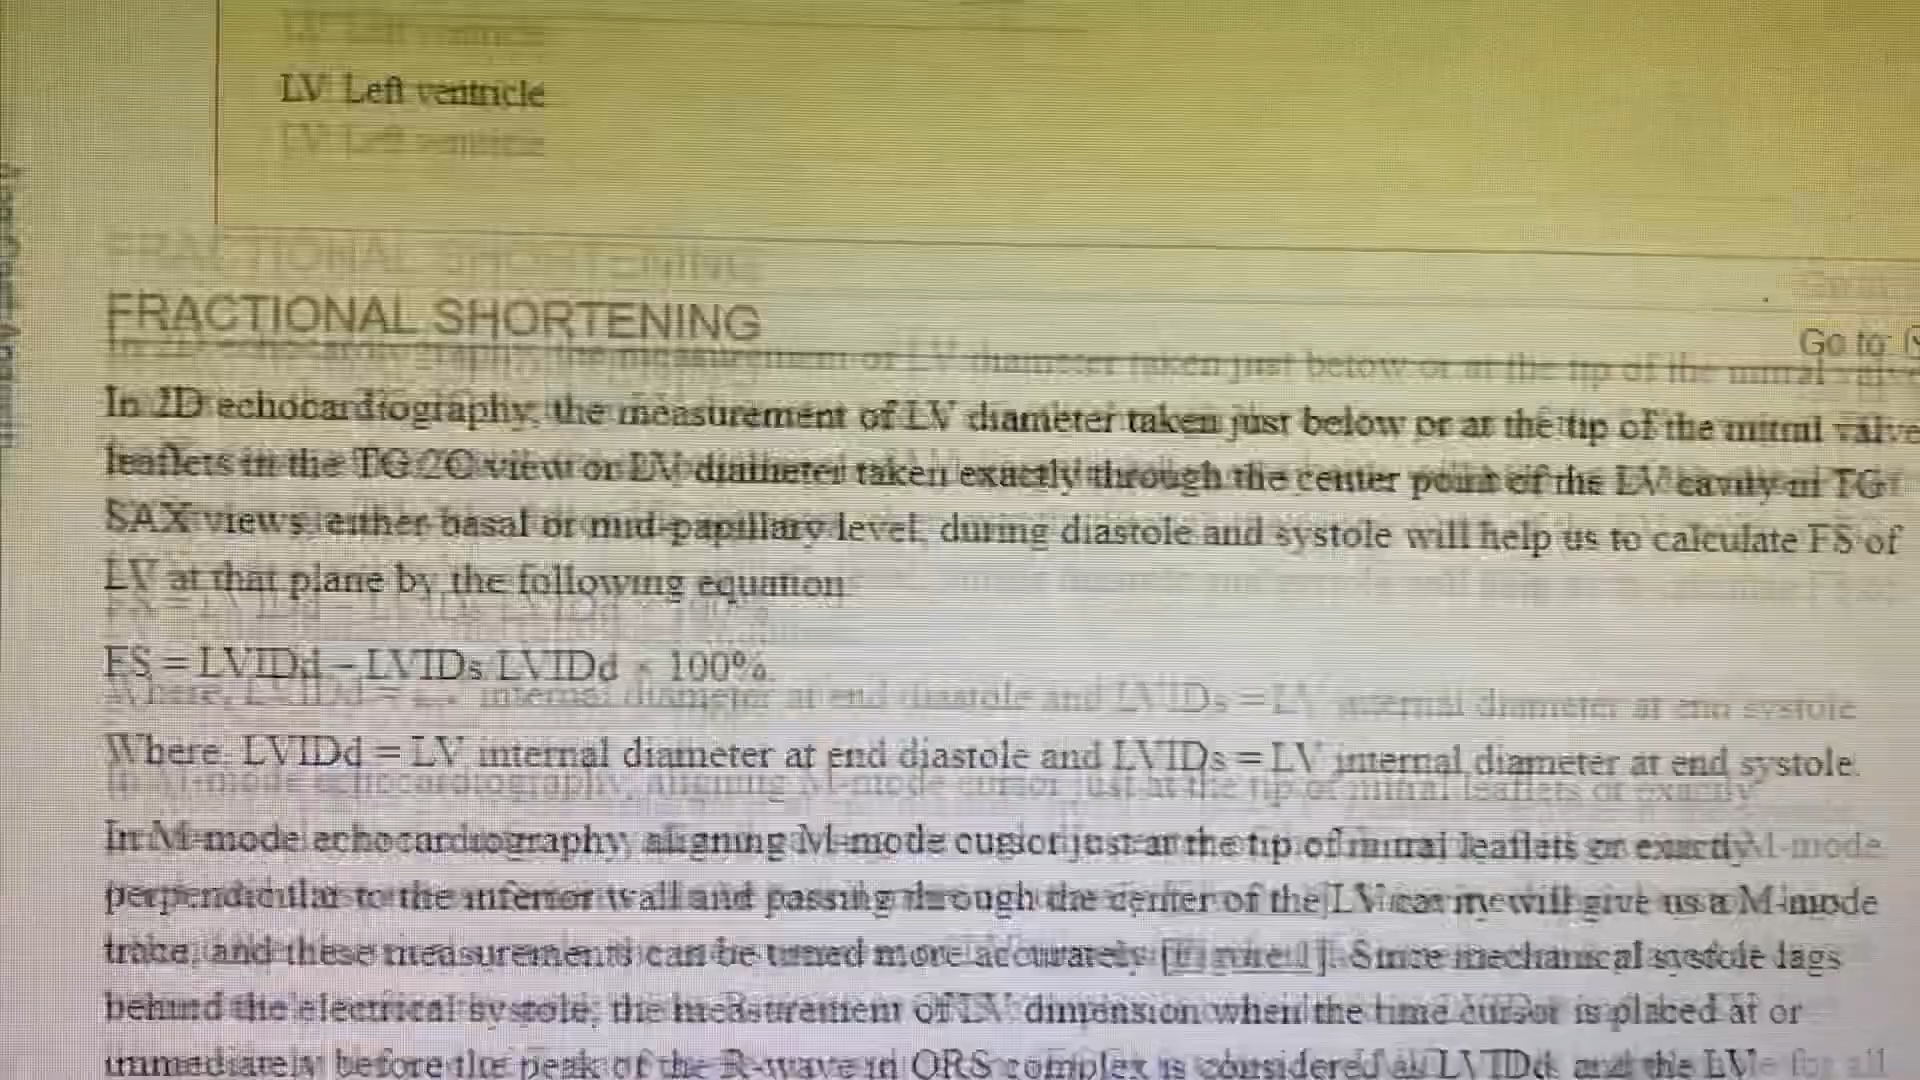 LV: Left ventricle
FRACTIONAL SHORTENING
Go to:
In 2D echocardiography, the measurement of LV diameter taken just below or at the tip of the mitral valve
leaflets in the TG 2C view or LV diameter taken exactly through the center point of the LV cavity in TG
SAX views either basal or mid-papillary level, during diastole and systole will help us to calculate FS of
LV at that plane by the following equation
FS = LVIDd – LVIDs LVIDd × 100%.
Where, LVIDd = LV internal diameter at end diastole and LVIDs = LV internal diameter at end systole.
In M-mode echocardiography, aligning M-mode cursor just at the tip of mitral leaflets or exactly
perpendicular to the inferior wall and passing through the center of the LV will give us a M-mode
trace, and these measurements can be timed more accurately [Figure 1]. Since mechanical systole lags
behind the electrical systole, the measurement of LV dimension when the time cursor is placed at or
immediately before the peak of the R-wave in QRS complex is considered as LVIDd and the LV